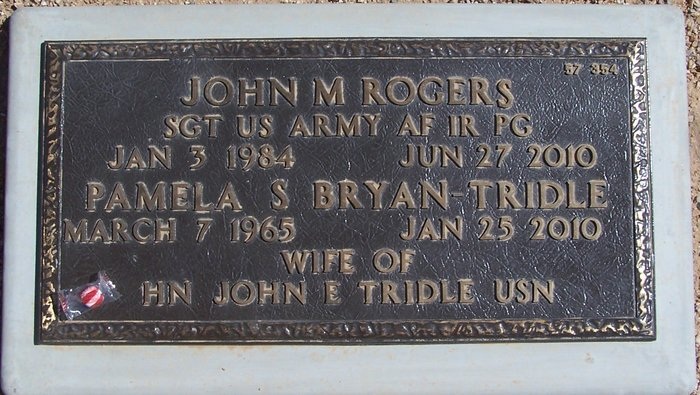 57 354
JOHN M ROGERS
SGT US ARMY AF IR PG
JAN 3 1984 JUN 27 2010
PAMELA S BRYAN-TRIDLE
MARCH 7 1965 JAN 25 2010
WIFE OF
HN JOHN E TRIDLE USN